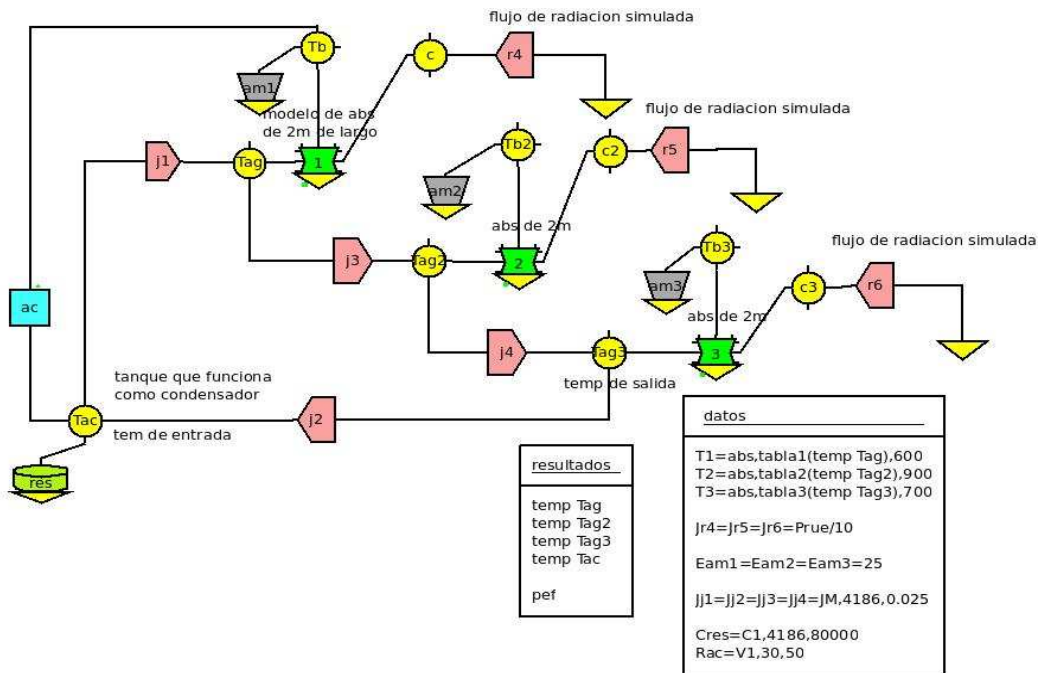 flujo de radiacion simulada
Tb
c
r4
am1
modelo de abs
de 2m de largo
flujo de radiacion simulada
j1
Tag
1
Tb2
c2
r5
am2
abs de 2m
flujo de radiacion simulada
j3
Tag2
2
Tb3
c3
r6
am3
ac
abs de 2m
j4
Tag3
3
temp de salida
tanque que funciona
como condensador
Tac
j2
tem de entrada
res
resultados
temp Tag
temp Tag2
temp Tag3
temp Tac
pef
datos
T1=abs,tabla1(temp Tag),600
T2=abs,tabla2(temp Tag2),900
T3=abs,tabla3(temp Tag3),700
Jr4=Jr5=Jr6=Prue/10
Eam1=Eam2=Eam3=25
Jj1=Jj2=Jj3=Jj4=JM,4186,0.025
Cres=C1,4186,80000
Rac=V1,30,50